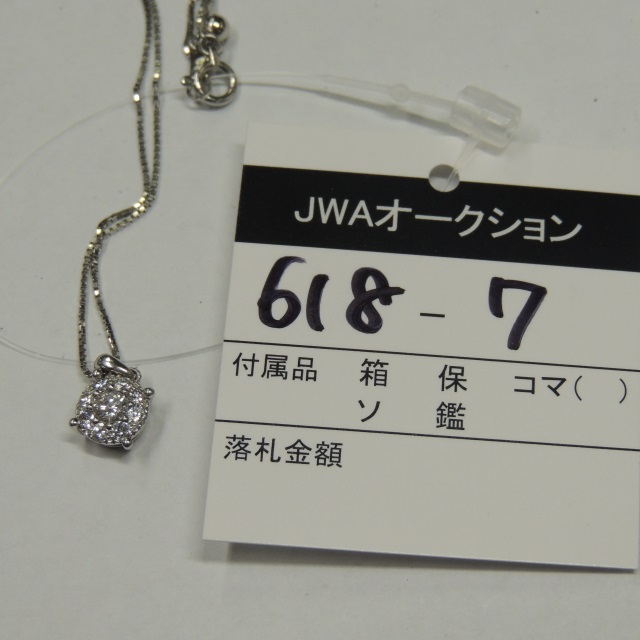 JWAオークション
618-7
付属品 箱 保 コマ( )
ソ 鑑
落札金額